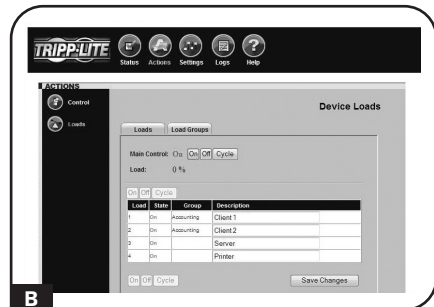 TRIPP·LITE
Status Actions Settings Logs Help
ACTIONS
Control
Loads
Device Loads
Loads Load Groups
Main Control: On On Off Cycle
Load: 0 %
On Off Cycle
Load State Group Description
1 On Accounting Client 1
2 On Accounting Client 2
3 On Server
4 On Printer
On Off Cycle Save Changes
B